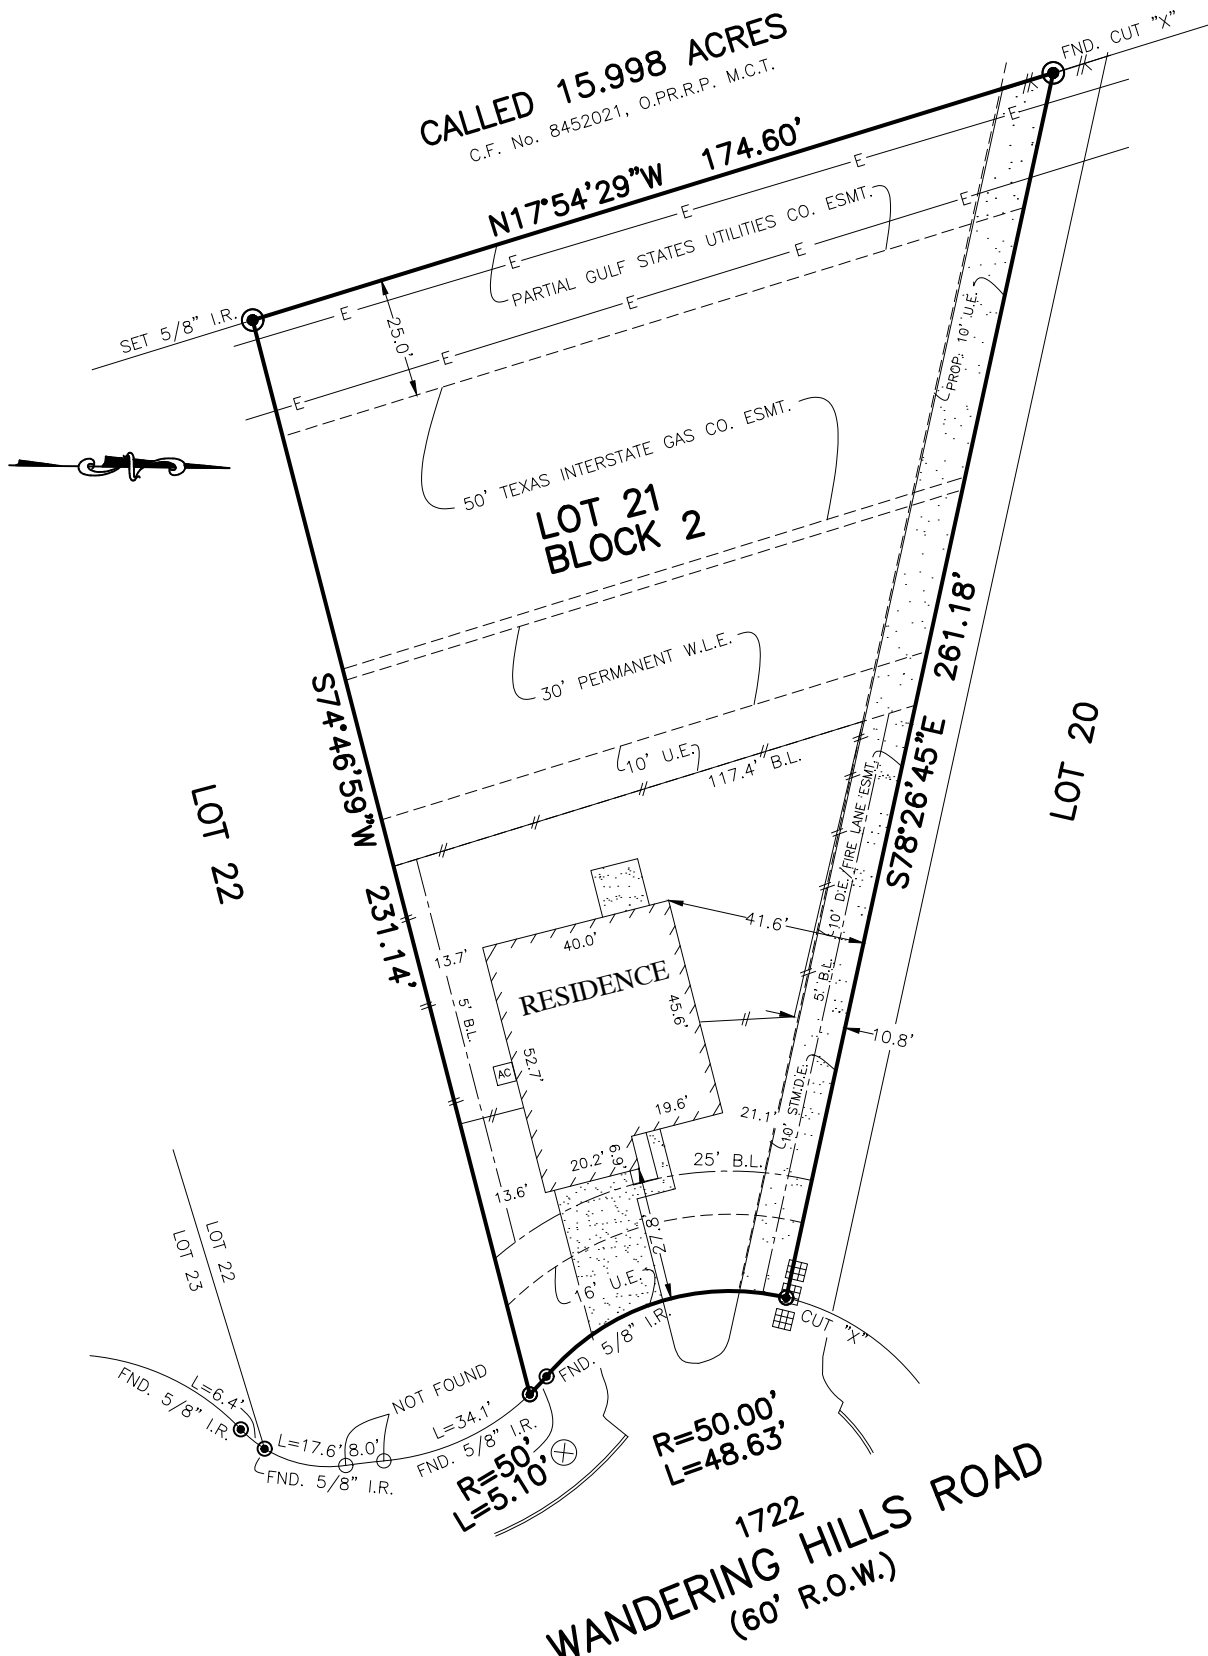 CALLED 15.998 ACRES
C.F. No. 8452021, O.PR.R.P. M.C.T.
FND. CUT "X"
N17°54'29"W 174.60'
E
E
E
E
E
PARTIAL GULF STATES UTILITIES CO. ESMT.
E
E
E
E
E
SET 5/8" I.R.
25.0'
PROP. 10' U.E.
50' TEXAS INTERSTATE GAS CO. ESMT.
LOT 21
BLOCK 2
30' PERMANENT W.L.E.
S78°26'45"E 261.18'
S74°46'59"W 231.14'
10' U.E.
117.4' B.L.
LOT 20
LOT 22
10' D.E./FIRE LANE ESMT.
41.6'
40.0'
13.7'
RESIDENCE
45.6'
5' B.L.
5' B.L.
10.8'
52.7'
AC
10' STM.D.E.
19.6'
21.1'
20.2'
6.9'
25' B.L.
13.6'
27.8'
16' U.E.
LOT 22
LOT 23
FND. 5/8" I.R.
CUT "X"
L=6.4'
FND. 5/8" I.R.
NOT FOUND
L=17.6'
8.0'
L=34.1'
FND. 5/8" I.R.
FND. 5/8" I.R.
R=50'
L=5.10'
R=50.00'
L=48.63'
1722
WANDERING HILLS ROAD
(60' R.O.W.)